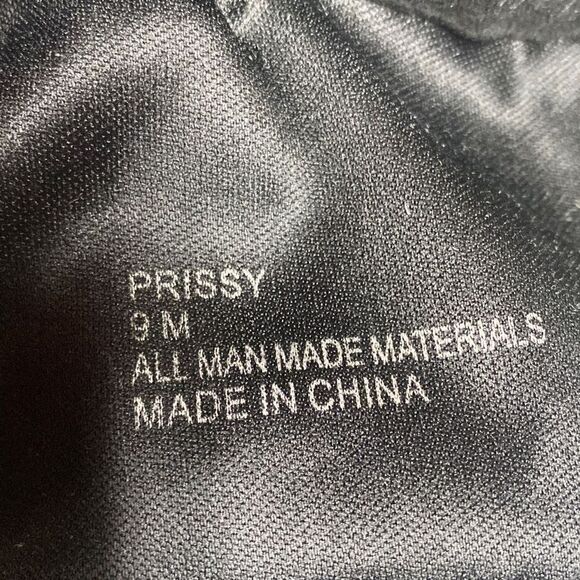 PRISSY
9 M
ALL MAN MADE MATERIALS
MADE IN CHINA